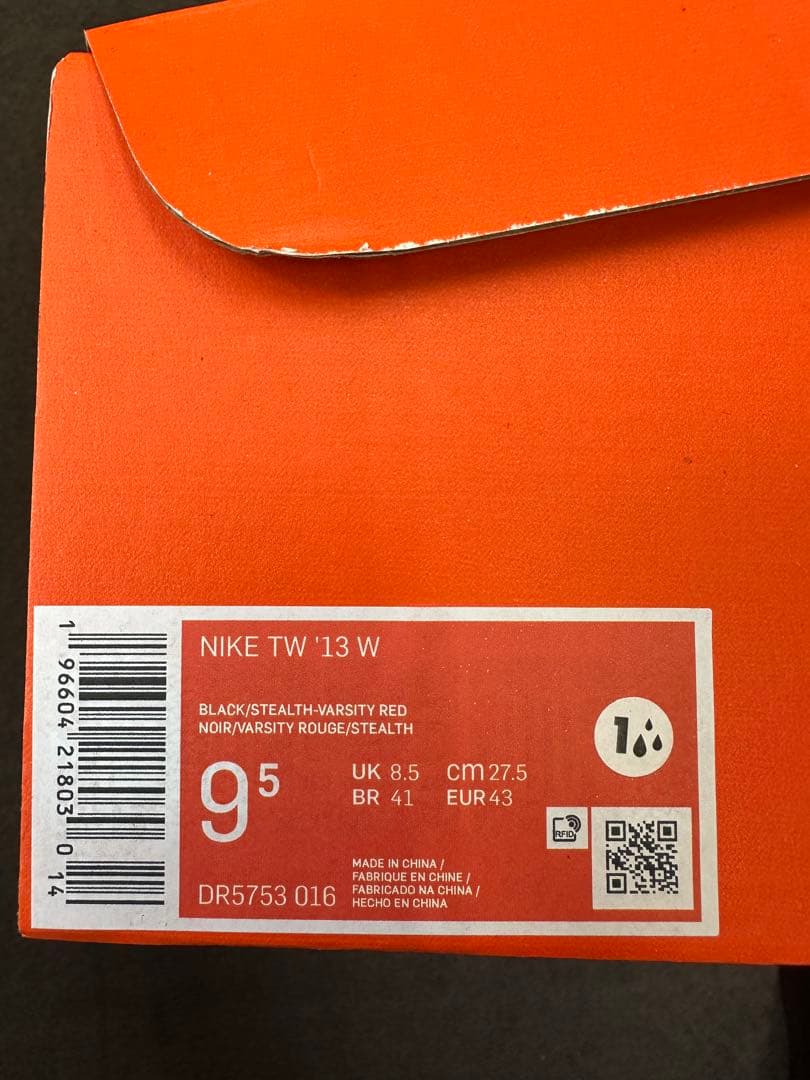 NIKE TW '13 W
BLACK/STEALTH-VARSITY RED
NOIR/VARSITY ROUGE/STEALTH
9 5
UK 8.5 cm 27.5
BR 41 EUR 43
1
RFID
DR5753 016
MADE IN CHINA /
FABRIQUE EN CHINE /
FABRICADO NA CHINA /
HECHO EN CHINA
1 96604 21803 0 14